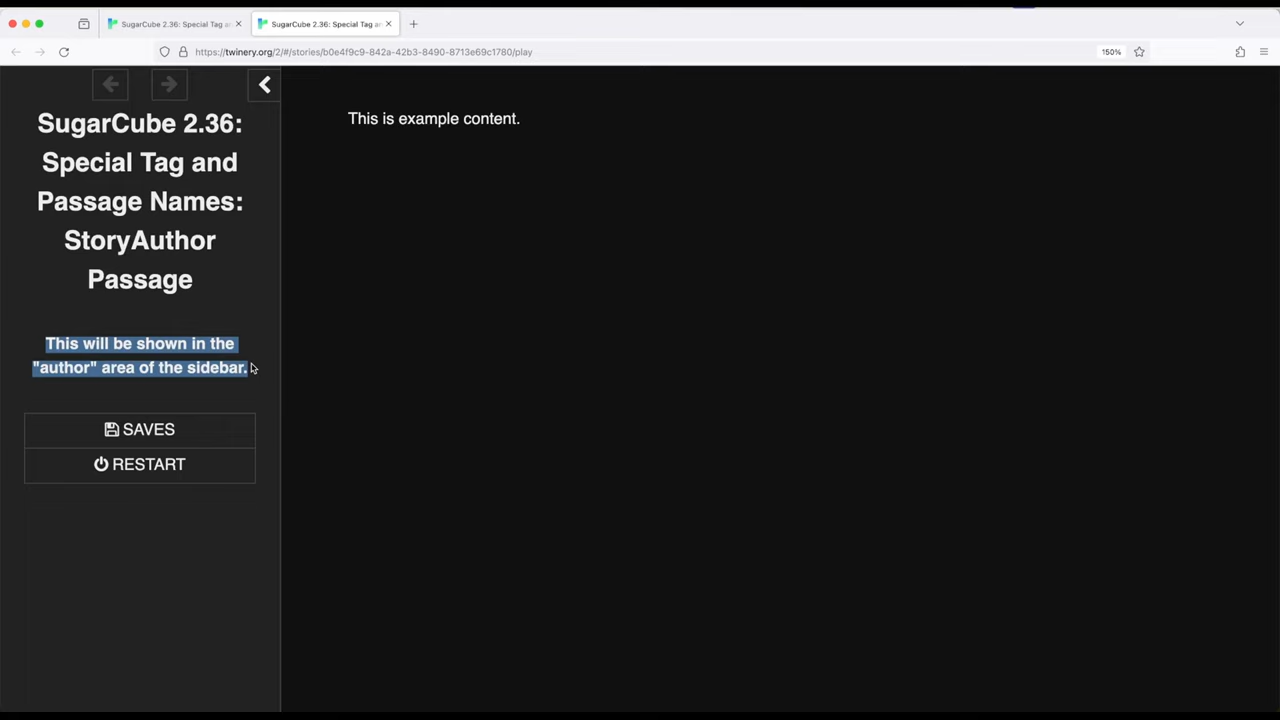 SugarCube 2.36: Special Tag an
SugarCube 2.36: Special Tag an
https://twinery.org/2/#/stories/b0e4f9c9-842a-42b3-8490-8713e69c1780/play
150%
SugarCube 2.36:
Special Tag and
Passage Names:
StoryAuthor
Passage
This will be shown in the
"author" area of the sidebar.
SAVES
RESTART
This is example content.